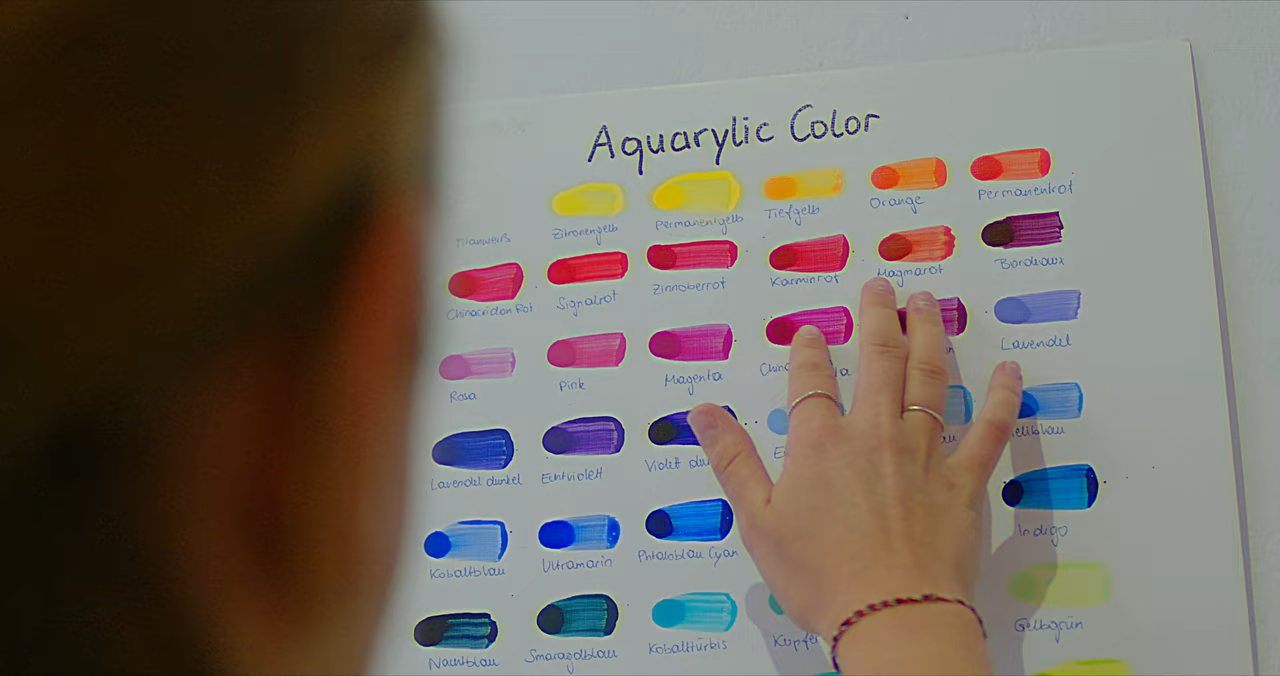 Aquarylic Color
Titanweiß Zitronengelb Permanentgelb Tiefgelb Orange Permanentrot
Chinacridon Rot Signalrot Zinnoberrot Karminrot Magmarot Bordeaux
Rosa Pink Magenta Lavendel
Lavendel dunkel Echtviolett Violett
Kobaltblau Ultramarin Phtaloblau Cyan Indigo
Nachtblau Smaragdblau Kobalttürkis Gelbgrün